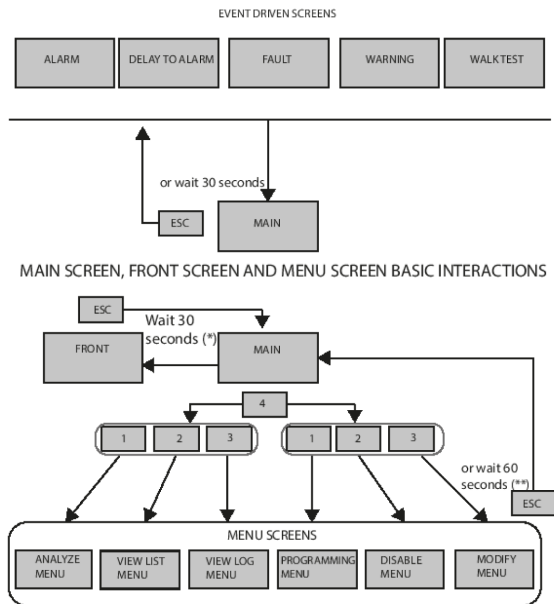 EVENT DRIVEN SCREENS
ALARM
DELAY TO ALARM
FAULT
WARNING
WALK TEST
or wait 30 seconds
ESC
MAIN
MAIN SCREEN, FRONT SCREEN AND MENU SCREEN BASIC INTERACTIONS
ESC
Wait 30
seconds (*)
FRONT
MAIN
4
1
2
3
1
2
3
or wait 60
seconds (**)
ESC
MENU SCREENS
ANALYZE
MENU
VIEW LIST
MENU
VIEW LOG
MENU
PROGRAMMING
MENU
DISABLE
MENU
MODIFY
MENU